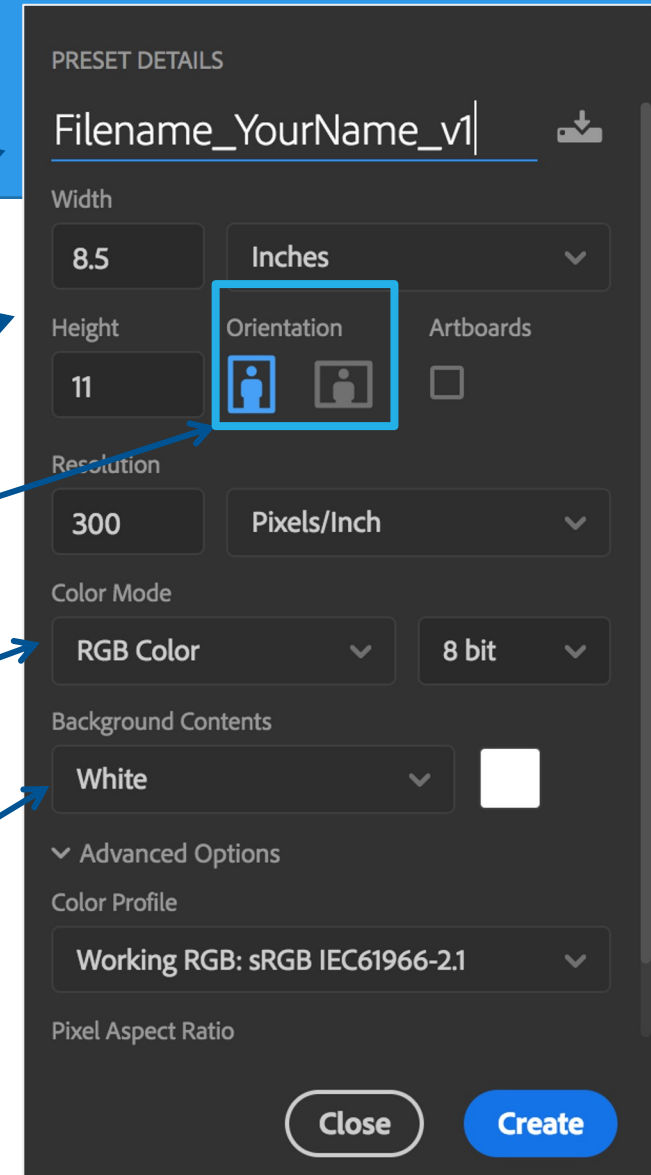 PRESET DETAILS
Filename_YourName_v1
Width
8.5 Inches
Height Orientation Artboards
11
Resolution
300 Pixels/Inch
Color Mode
RGB Color 8 bit
Background Contents
White
Advanced Options
Color Profile
Working RGB: sRGB IEC61966-2.1
Pixel Aspect Ratio
Close Create